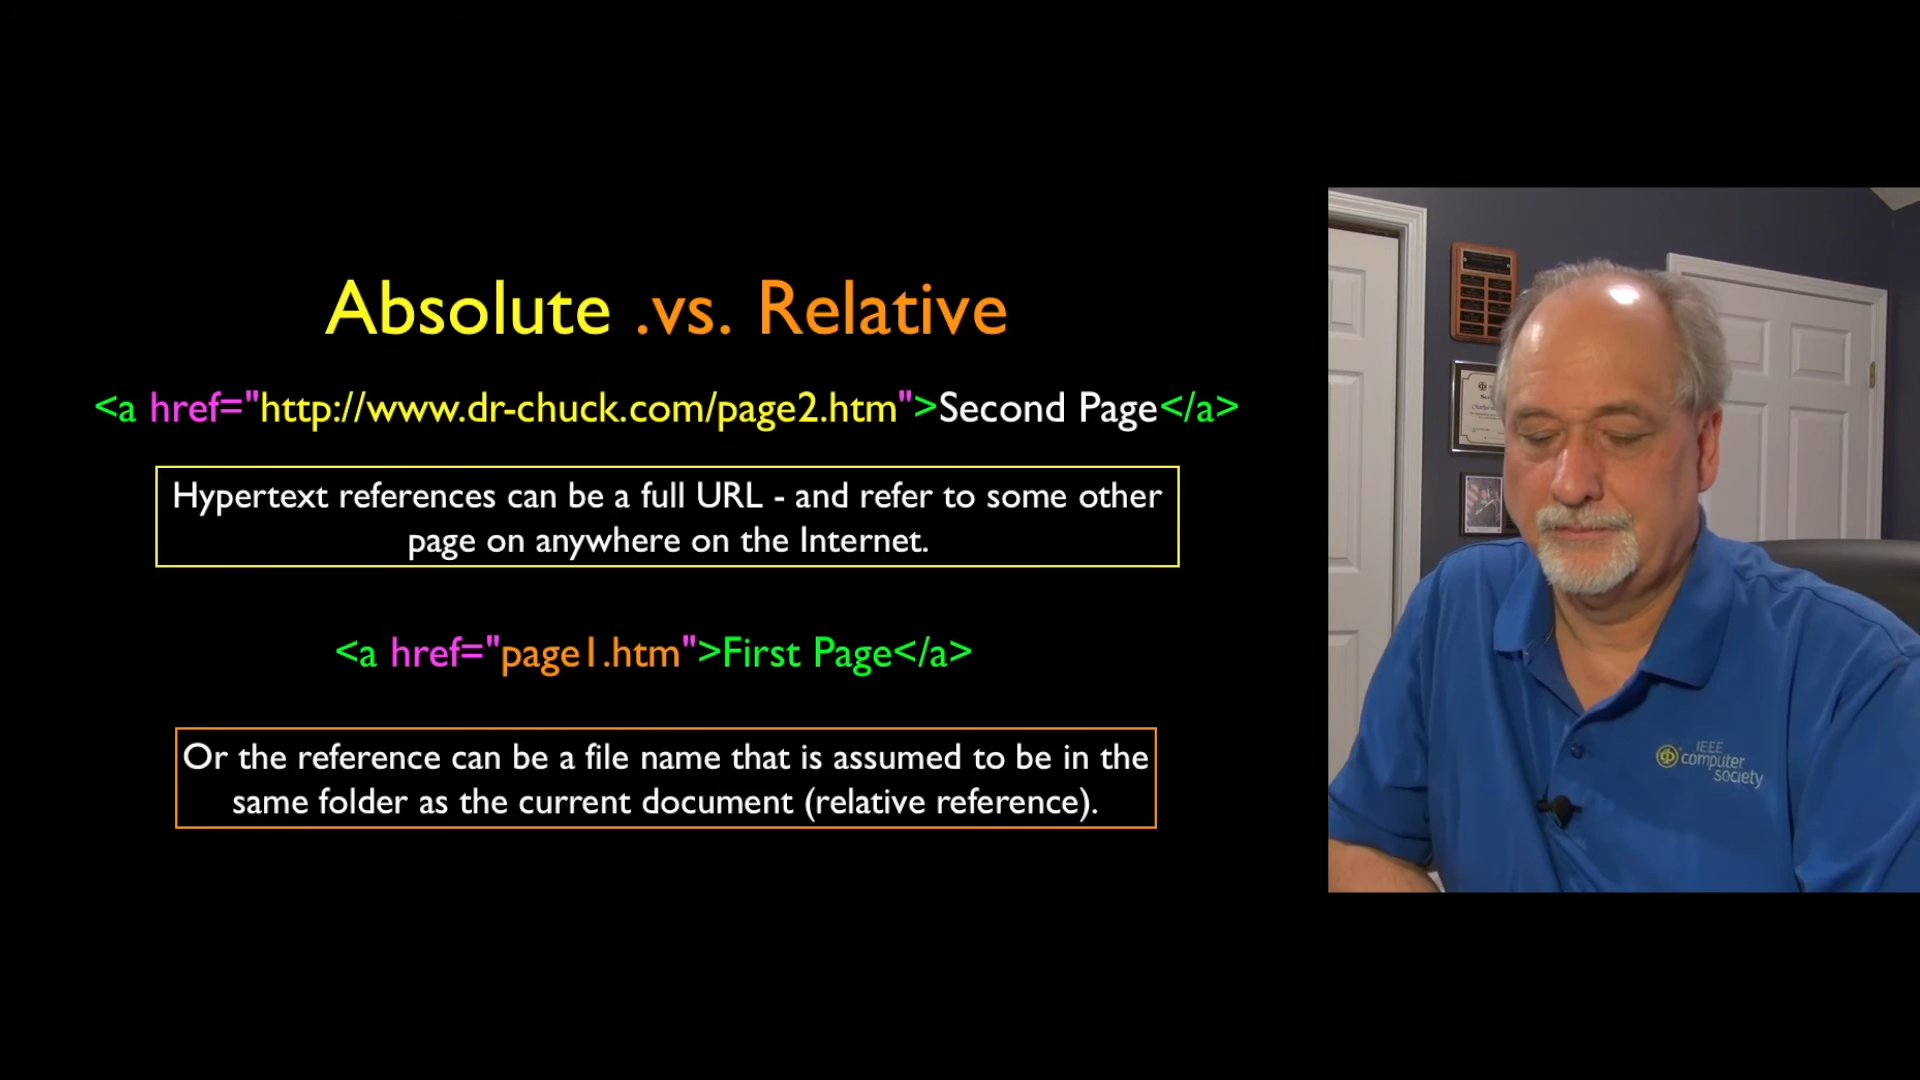 Absolute .vs. Relative
<a href="http://www.dr-chuck.com/page2.htm">Second Page</a>
Hypertext references can be a full URL - and refer to some other
page on anywhere on the Internet.
<a href="page1.htm">First Page</a>
Or the reference can be a file name that is assumed to be in the
same folder as the current document (relative reference).
IEEE
computer
society